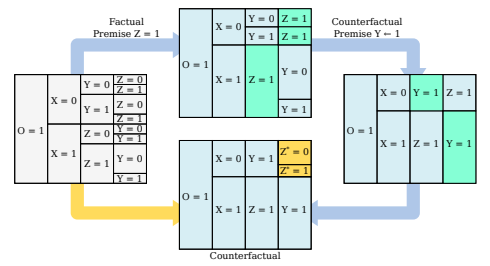 Factual
Premise Z = 1
Counterfactual
Premise Y ← 1
O = 1
X = 0
Y = 0
Z = 1
Y = 1
Z = 1
X = 1
Z = 1
Y = 0
Y = 1
O = 1
X = 0
Y = 0
Z = 0
Z = 1
Y = 1
Z = 0
Z = 1
X = 1
Z = 0
Y = 0
Y = 1
Z = 1
Y = 0
Y = 1
X = 0
Y = 1
Z = 1
O = 1
X = 1
Z = 1
Y = 1
O = 1
X = 0
Y = 1
Z* = 0
Z* = 1
X = 1
Z = 1
Y = 1
Counterfactual